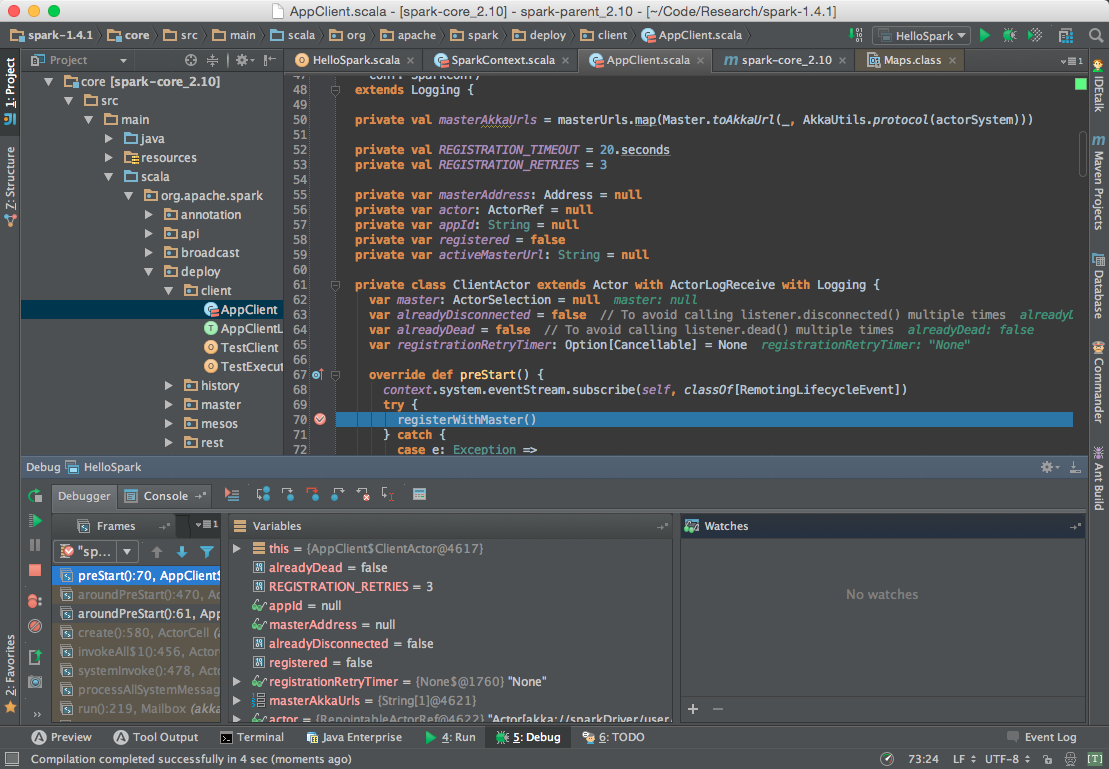 AppClient.scala - [spark-core_2.10] - spark-parent_2.10 - [~/Code/Research/spark-1.4.1]
spark-1.4.1 core src main scala org apache spark deploy client AppClient.scala HelloSpark
Project HelloSpark.scala SparkContext.scala AppClient.scala spark-core_2.10 Maps.class 1
1: Project
Z: Structure
2: Favorites
core [spark-core_2.10]
src
main
java
resources
scala
org.apache.spark
annotation
api
broadcast
deploy
client
AppClient
AppClientL
TestClient
TestExecut
history
master
mesos
rest
48 extends Logging {
49
50 private val masterAkkaUrls = masterUrls.map(Master.toAkkaUrl(_, AkkaUtils.protocol(actorSystem)))
51
52 private val REGISTRATION_TIMEOUT = 20.seconds
53 private val REGISTRATION_RETRIES = 3
54
55 private var masterAddress: Address = null
56 private var actor: ActorRef = null
57 private var appId: String = null
58 private var registered = false
59 private var activeMasterUrl: String = null
60
61 private class ClientActor extends Actor with ActorLogReceive with Logging {
62 var master: ActorSelection = null master: null
63 var alreadyDisconnected = false // To avoid calling listener.disconnected() multiple times alreadyD
64 var alreadyDead = false // To avoid calling listener.dead() multiple times alreadyDead: false
65 var registrationRetryTimer: Option[Cancellable] = None registrationRetryTimer: "None"
66
67 override def preStart() {
68 context.system.eventStream.subscribe(self, classOf[RemotingLifecycleEvent])
69 try {
70 registerWithMaster()
71 } catch {
72 case e: Exception =>
IDEtalk
Maven Projects
Database
Commander
Ant Build
Debug HelloSpark
Debugger Console
Frames 1
"sp...
preStart():70, AppClient$
aroundPreStart():470, Ac
aroundPreStart():61, App
create():580, ActorCell (a
invokeAll$1():456, Actor
systemInvoke():478, Acto
processAllSystemMessag
run():219, Mailbox (akka
Variables
this = {AppClient$ClientActor@4617}
alreadyDead = false
REGISTRATION_RETRIES = 3
appId = null
masterAddress = null
alreadyDisconnected = false
registered = false
registrationRetryTimer = {None$@1760} "None"
masterAkkaUrls = {String[1]@4621}
actor = {RepointableActorRef@4622} "Actor[akka://sparkDriver/user
Watches
No watches
Preview Tool Output Terminal Java Enterprise 4: Run 5: Debug 6: TODO Event Log
Compilation completed successfully in 4 sec (moments ago) 73:24 LF UTF-8 [T]